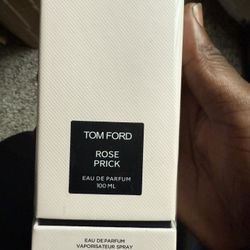 TOM FORD
ROSE
PRICK
EAU DE PARFUM
100 ML
EAU DE PARFUM
VAPORISATEUR SPRAY